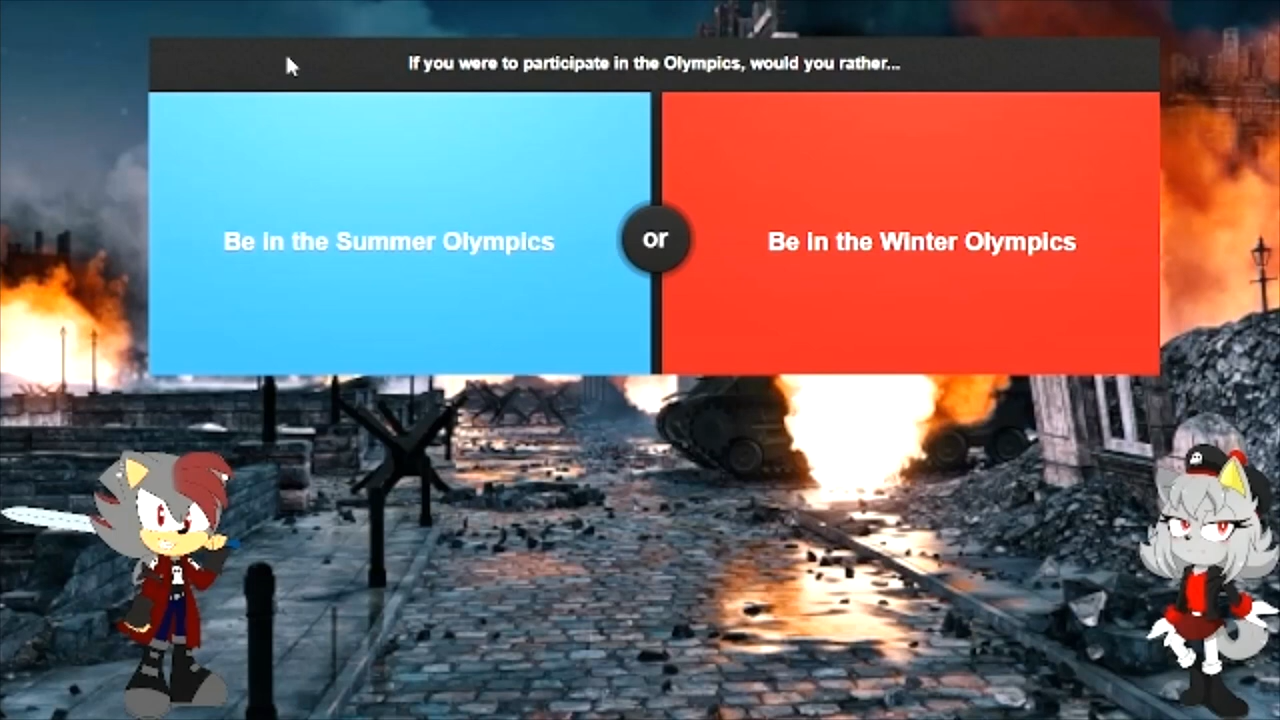 If you were to participate in the Olympics, would you rather...
Be in the Summer Olympics
or
Be in the Winter Olympics